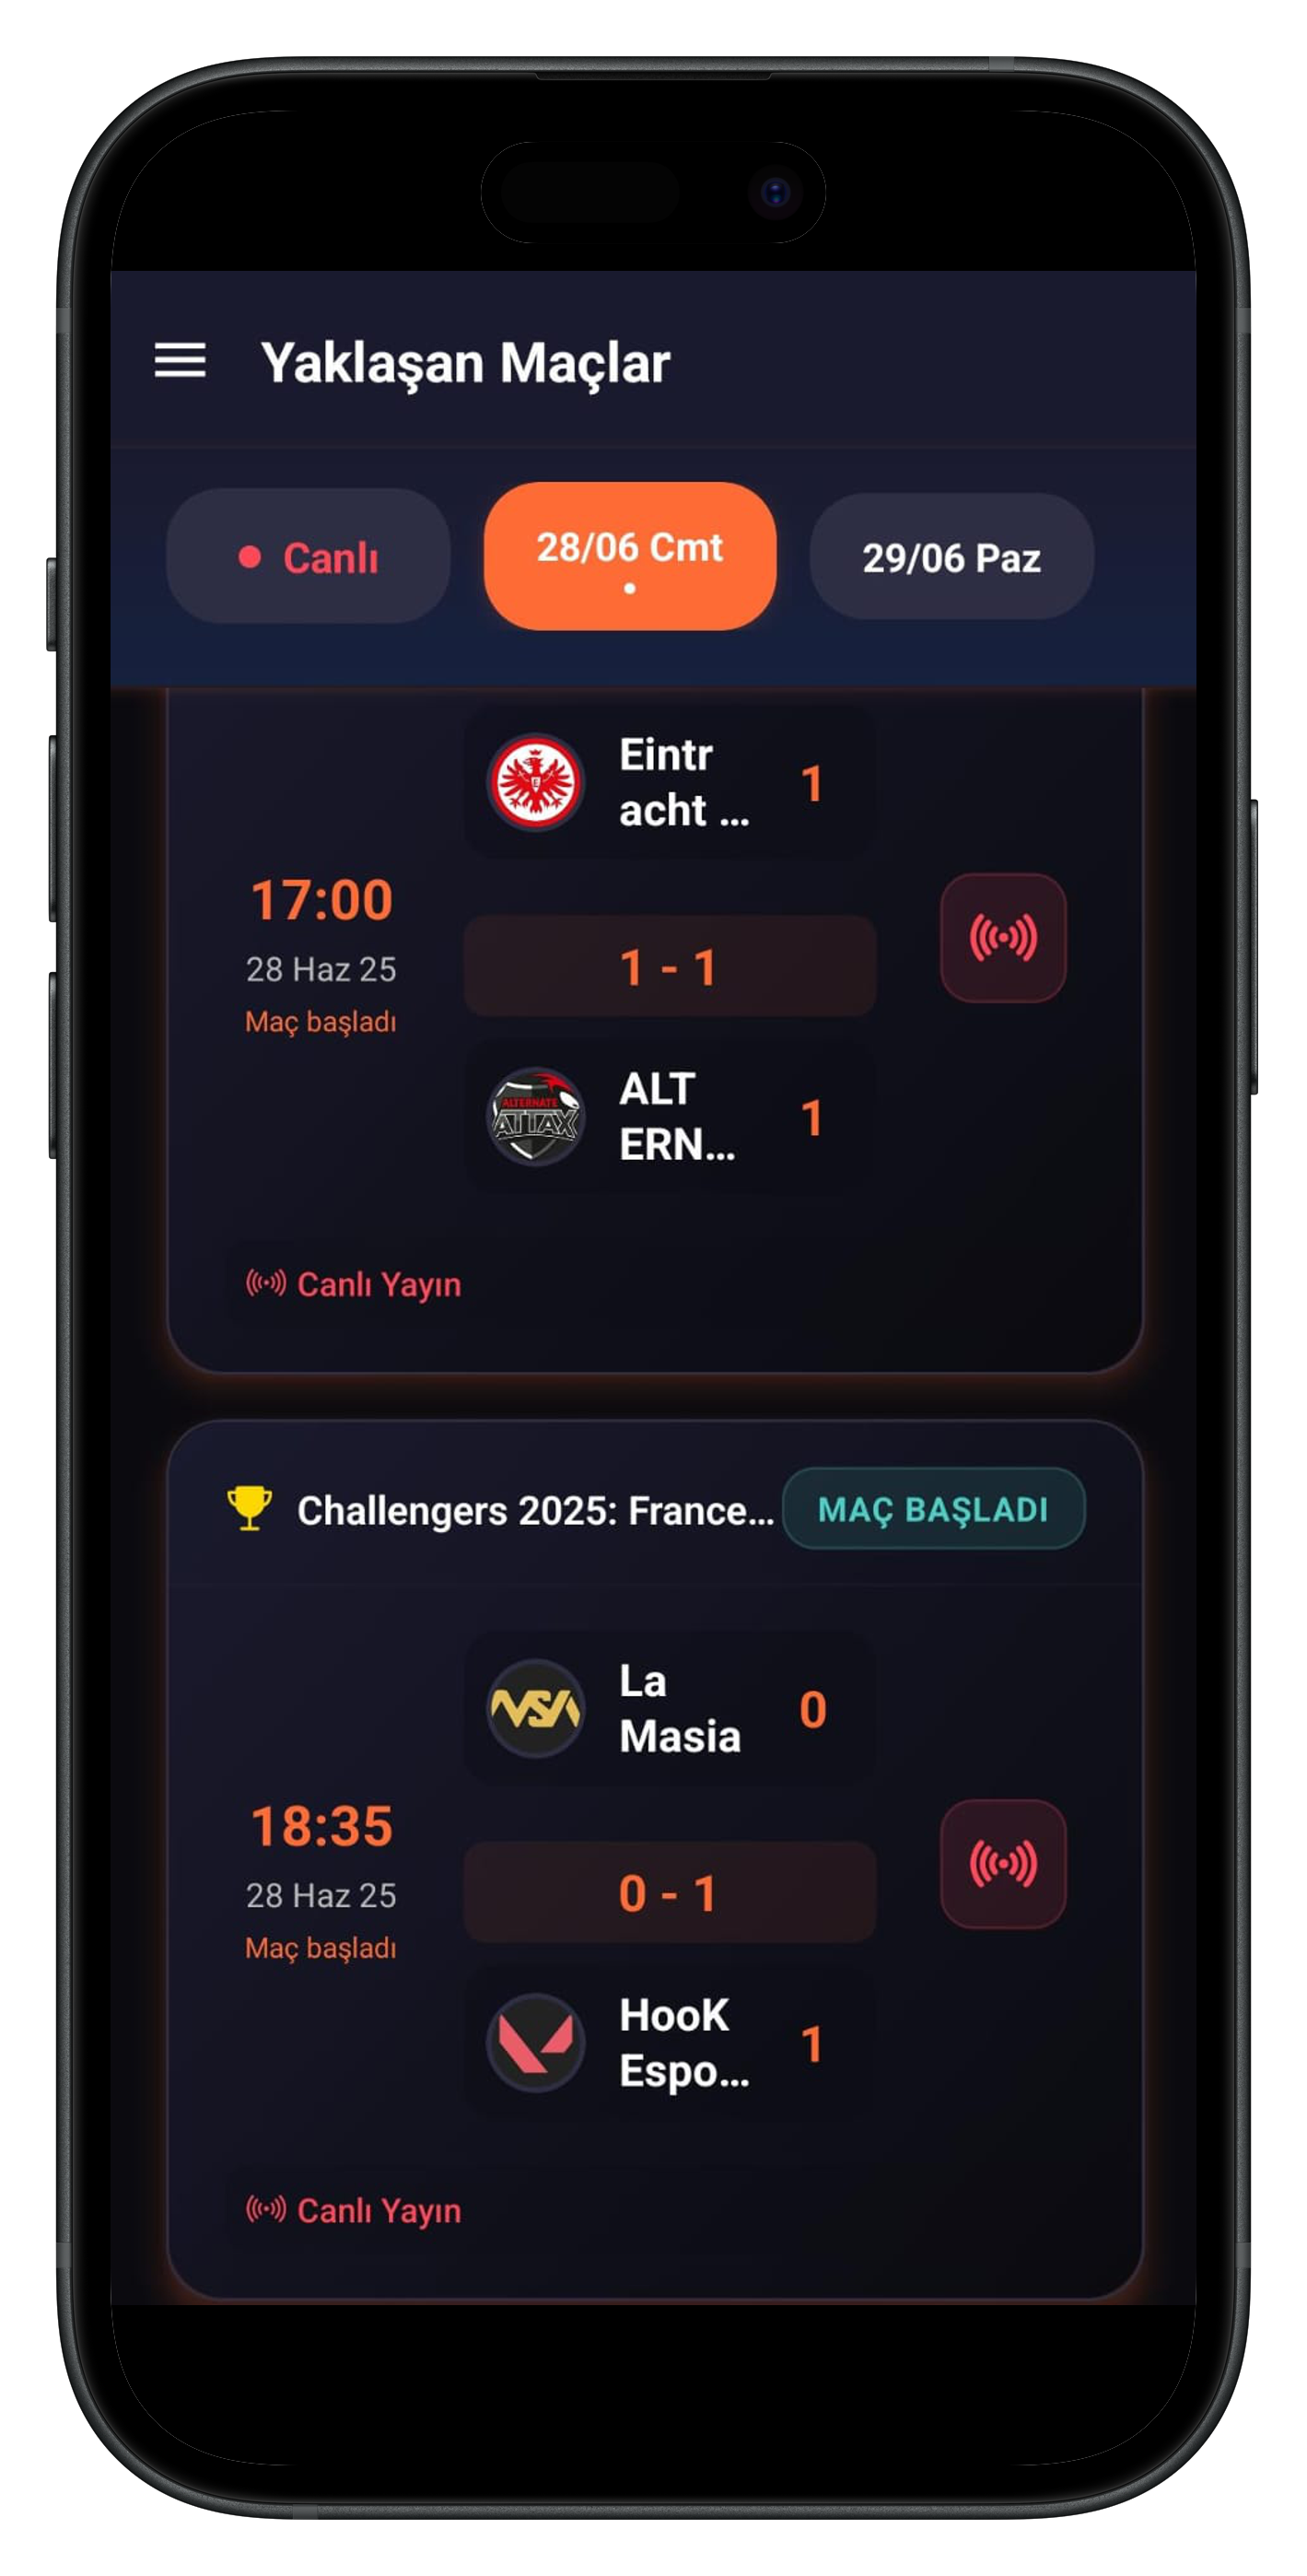 Yaklaşan Maçlar
Canlı
28/06 Cmt
29/06 Paz
Eintr
acht ...
1
17:00
28 Haz 25
Maç başladı
1 - 1
ALTERNATE
ATTAX
ALT
ERN...
1
Canlı Yayın
Challengers 2025: France...
MAÇ BAŞLADI
La
Masia
0
18:35
28 Haz 25
Maç başladı
0 - 1
HooK
Espo...
1
Canlı Yayın